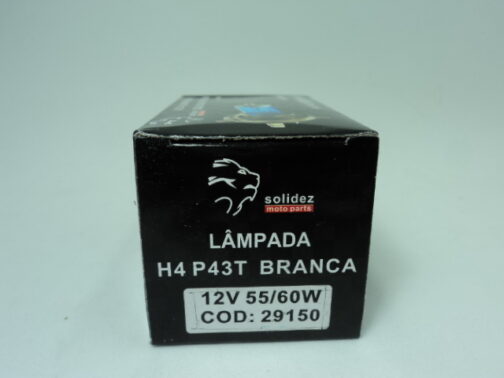 solidez
moto parts
LÂMPADA
H4 P43T BRANCA
12V 55/60W
COD: 29150